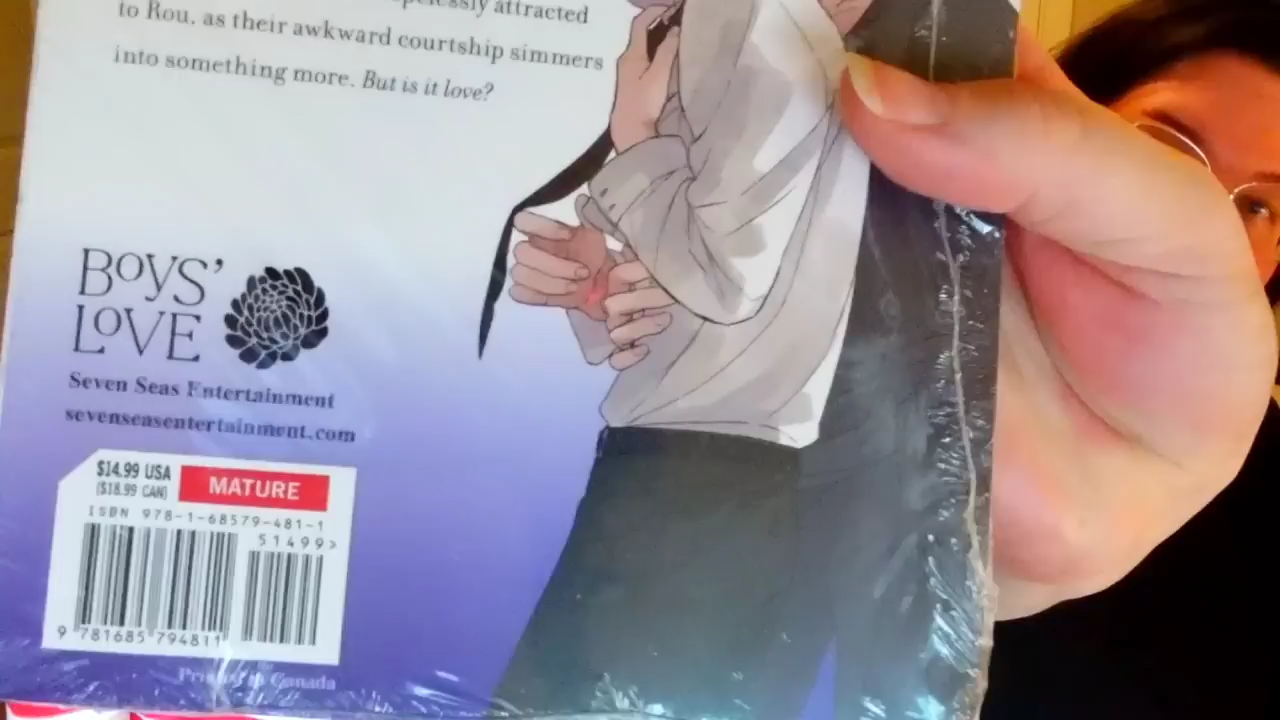 attracted
to Rou, as their awkward courtship simmers
into something more. But is it love?
BOYS'
LOVE
Seven Seas Entertainment
sevenseasentertainment.com
$14.99 USA
($18.99 CAN)
MATURE
ISBN 978-1-68579-481-1
51499>
9 781685 794811
Printed in Canada